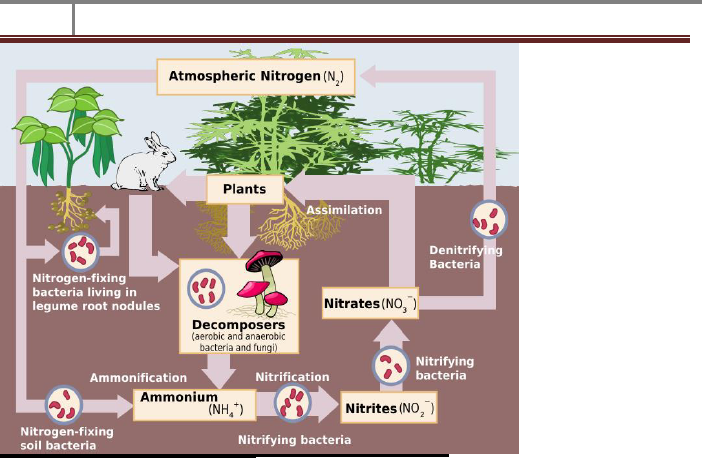 Atmospheric Nitrogen (N₂)
Plants
Assimilation
Denitrifying
Bacteria
Nitrogen-fixing
bacteria living in
legume root nodules
Nitrates (NO₃⁻)
Decomposers
(aerobic and anaerobic
bacteria and fungi)
Nitrifying
bacteria
Ammonification
Nitrification
Ammonium
(NH₄⁺)
Nitrites (NO₂⁻)
Nitrogen-fixing
soil bacteria
Nitrifying bacteria